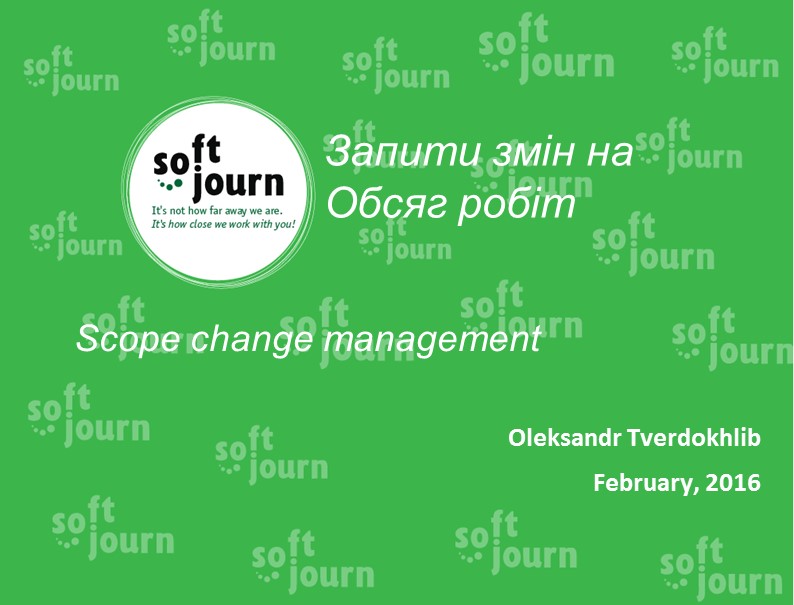 soft
journ
It's not how far away we are.
It's how close we work with you!
Запити змін на
Обсяг робіт
Scope change management
Oleksandr Tverdokhlib
February, 2016